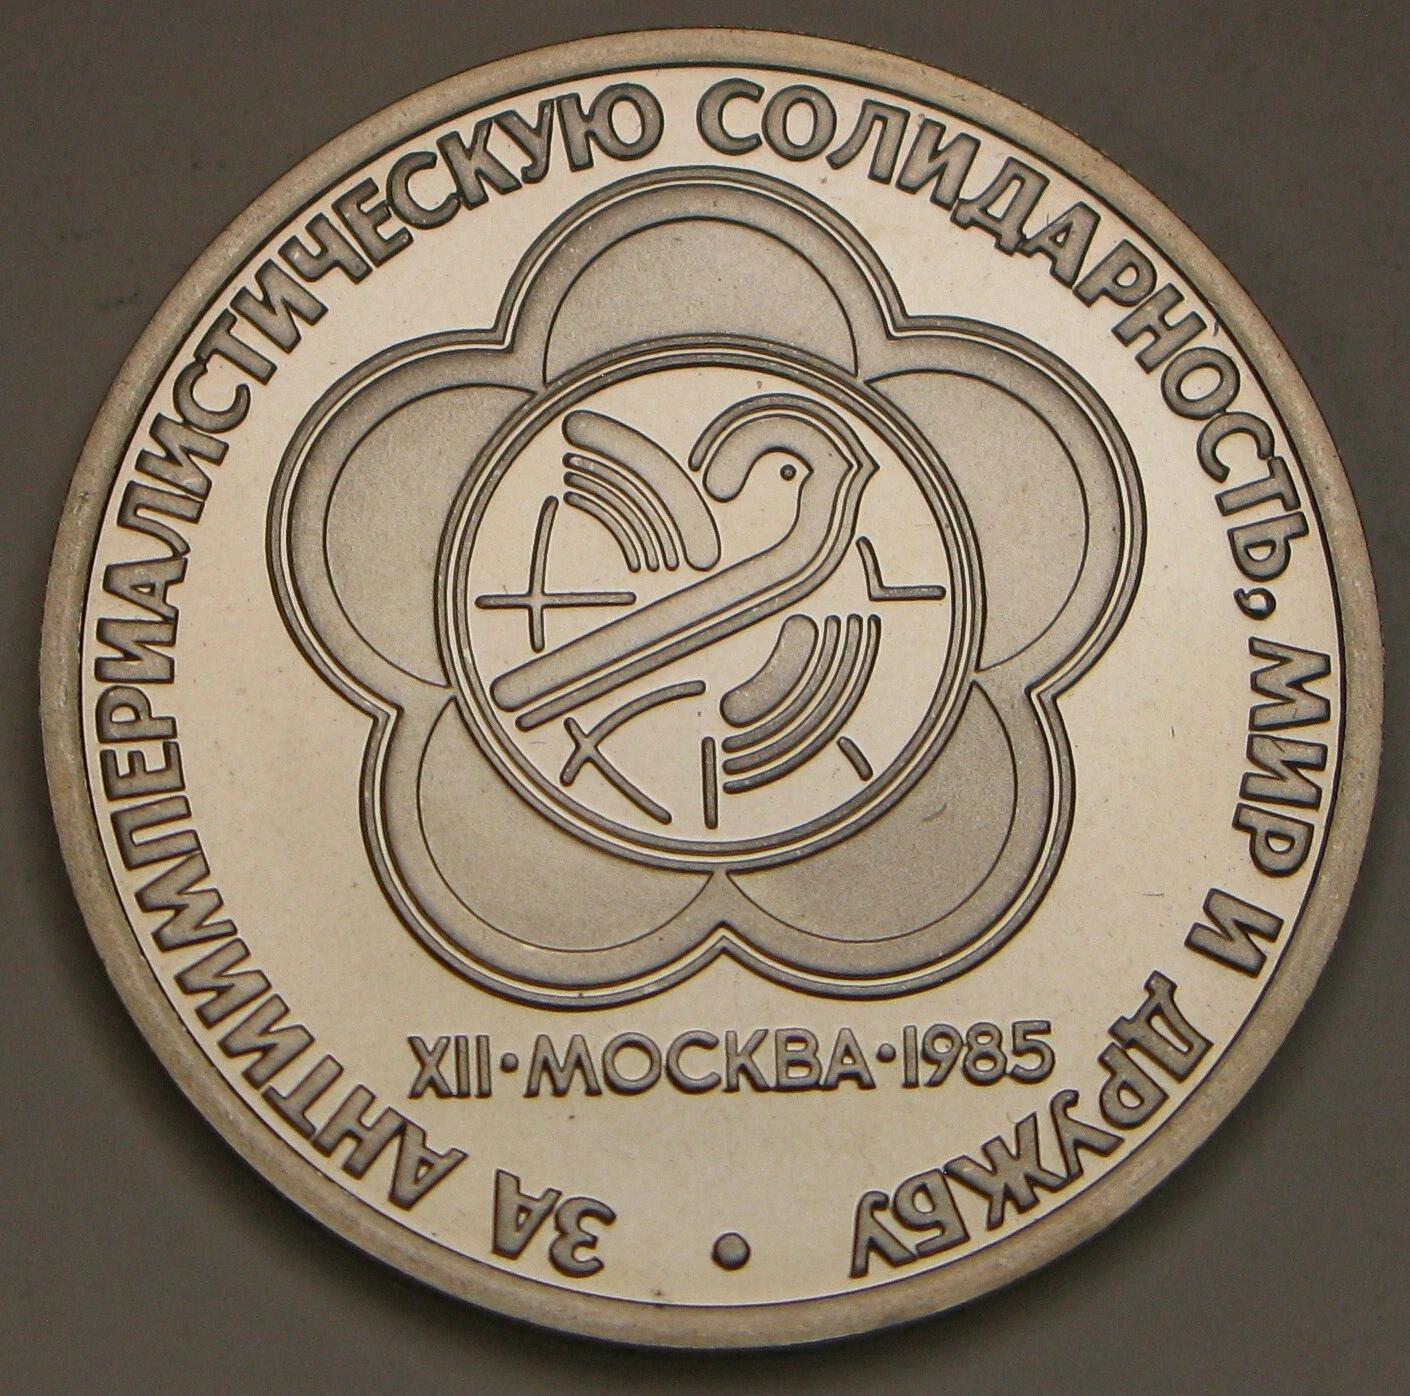 ЗА АНТИИМПЕРИАЛИСТИЧЕСКУЮ СОЛИДАРНОСТЬ, МИР И ДРУЖБУ •
XII•МОСКВА•1985